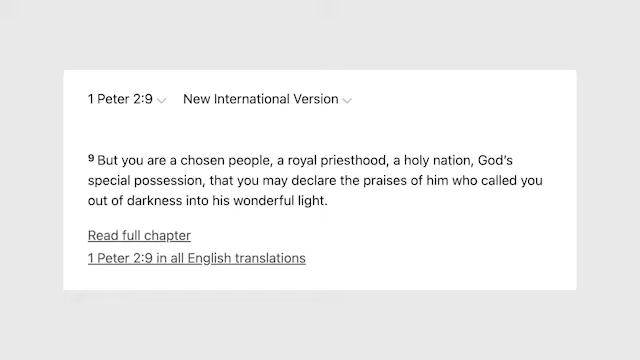 1 Peter 2:9 New International Version
9 But you are a chosen people, a royal priesthood, a holy nation, God’s
special possession, that you may declare the praises of him who called you
out of darkness into his wonderful light.
Read full chapter
1 Peter 2:9 in all English translations